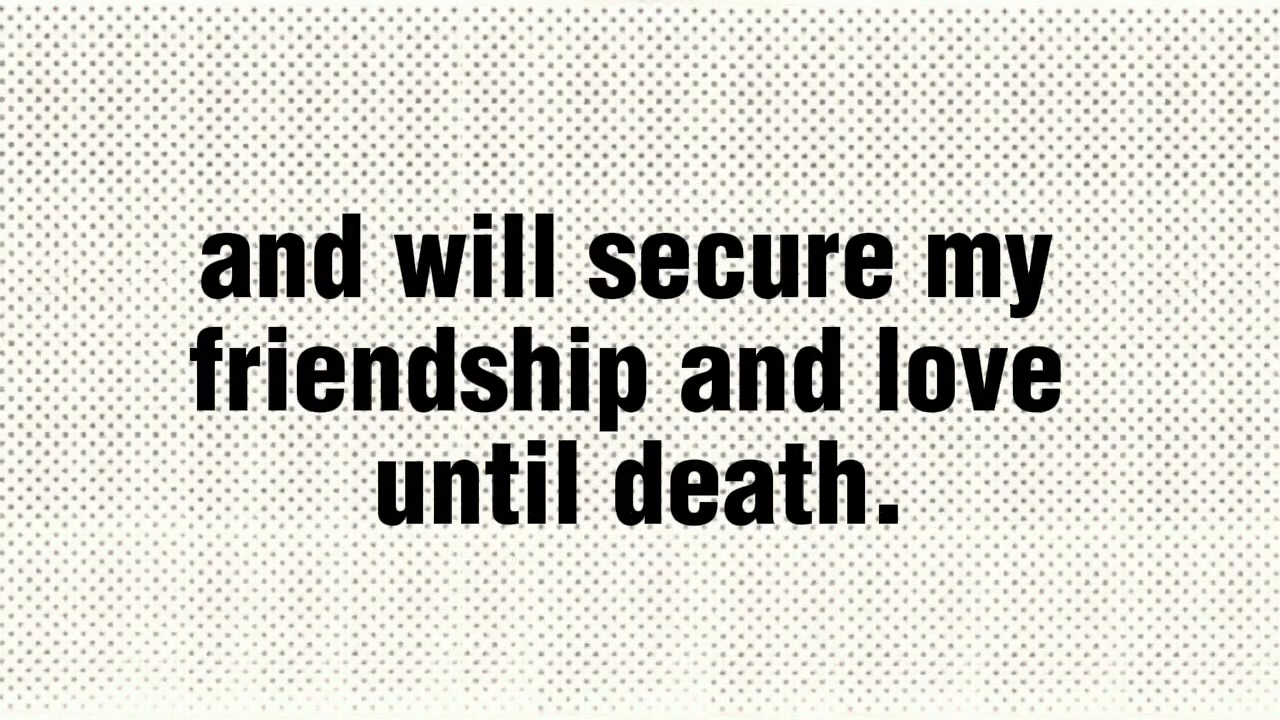 and will secure my
friendship and love
until death.